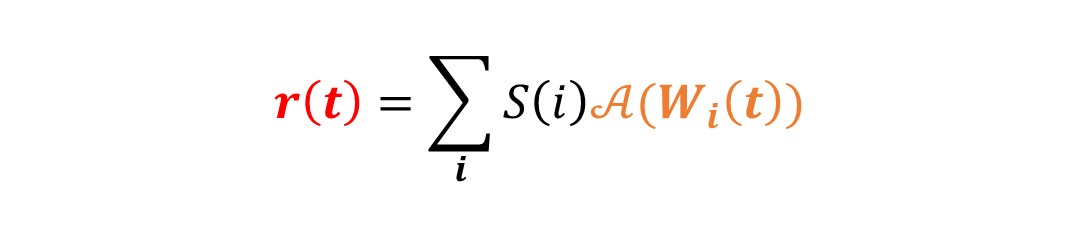 r(t) = ∑_i S(i)𝒜(W_i(t))